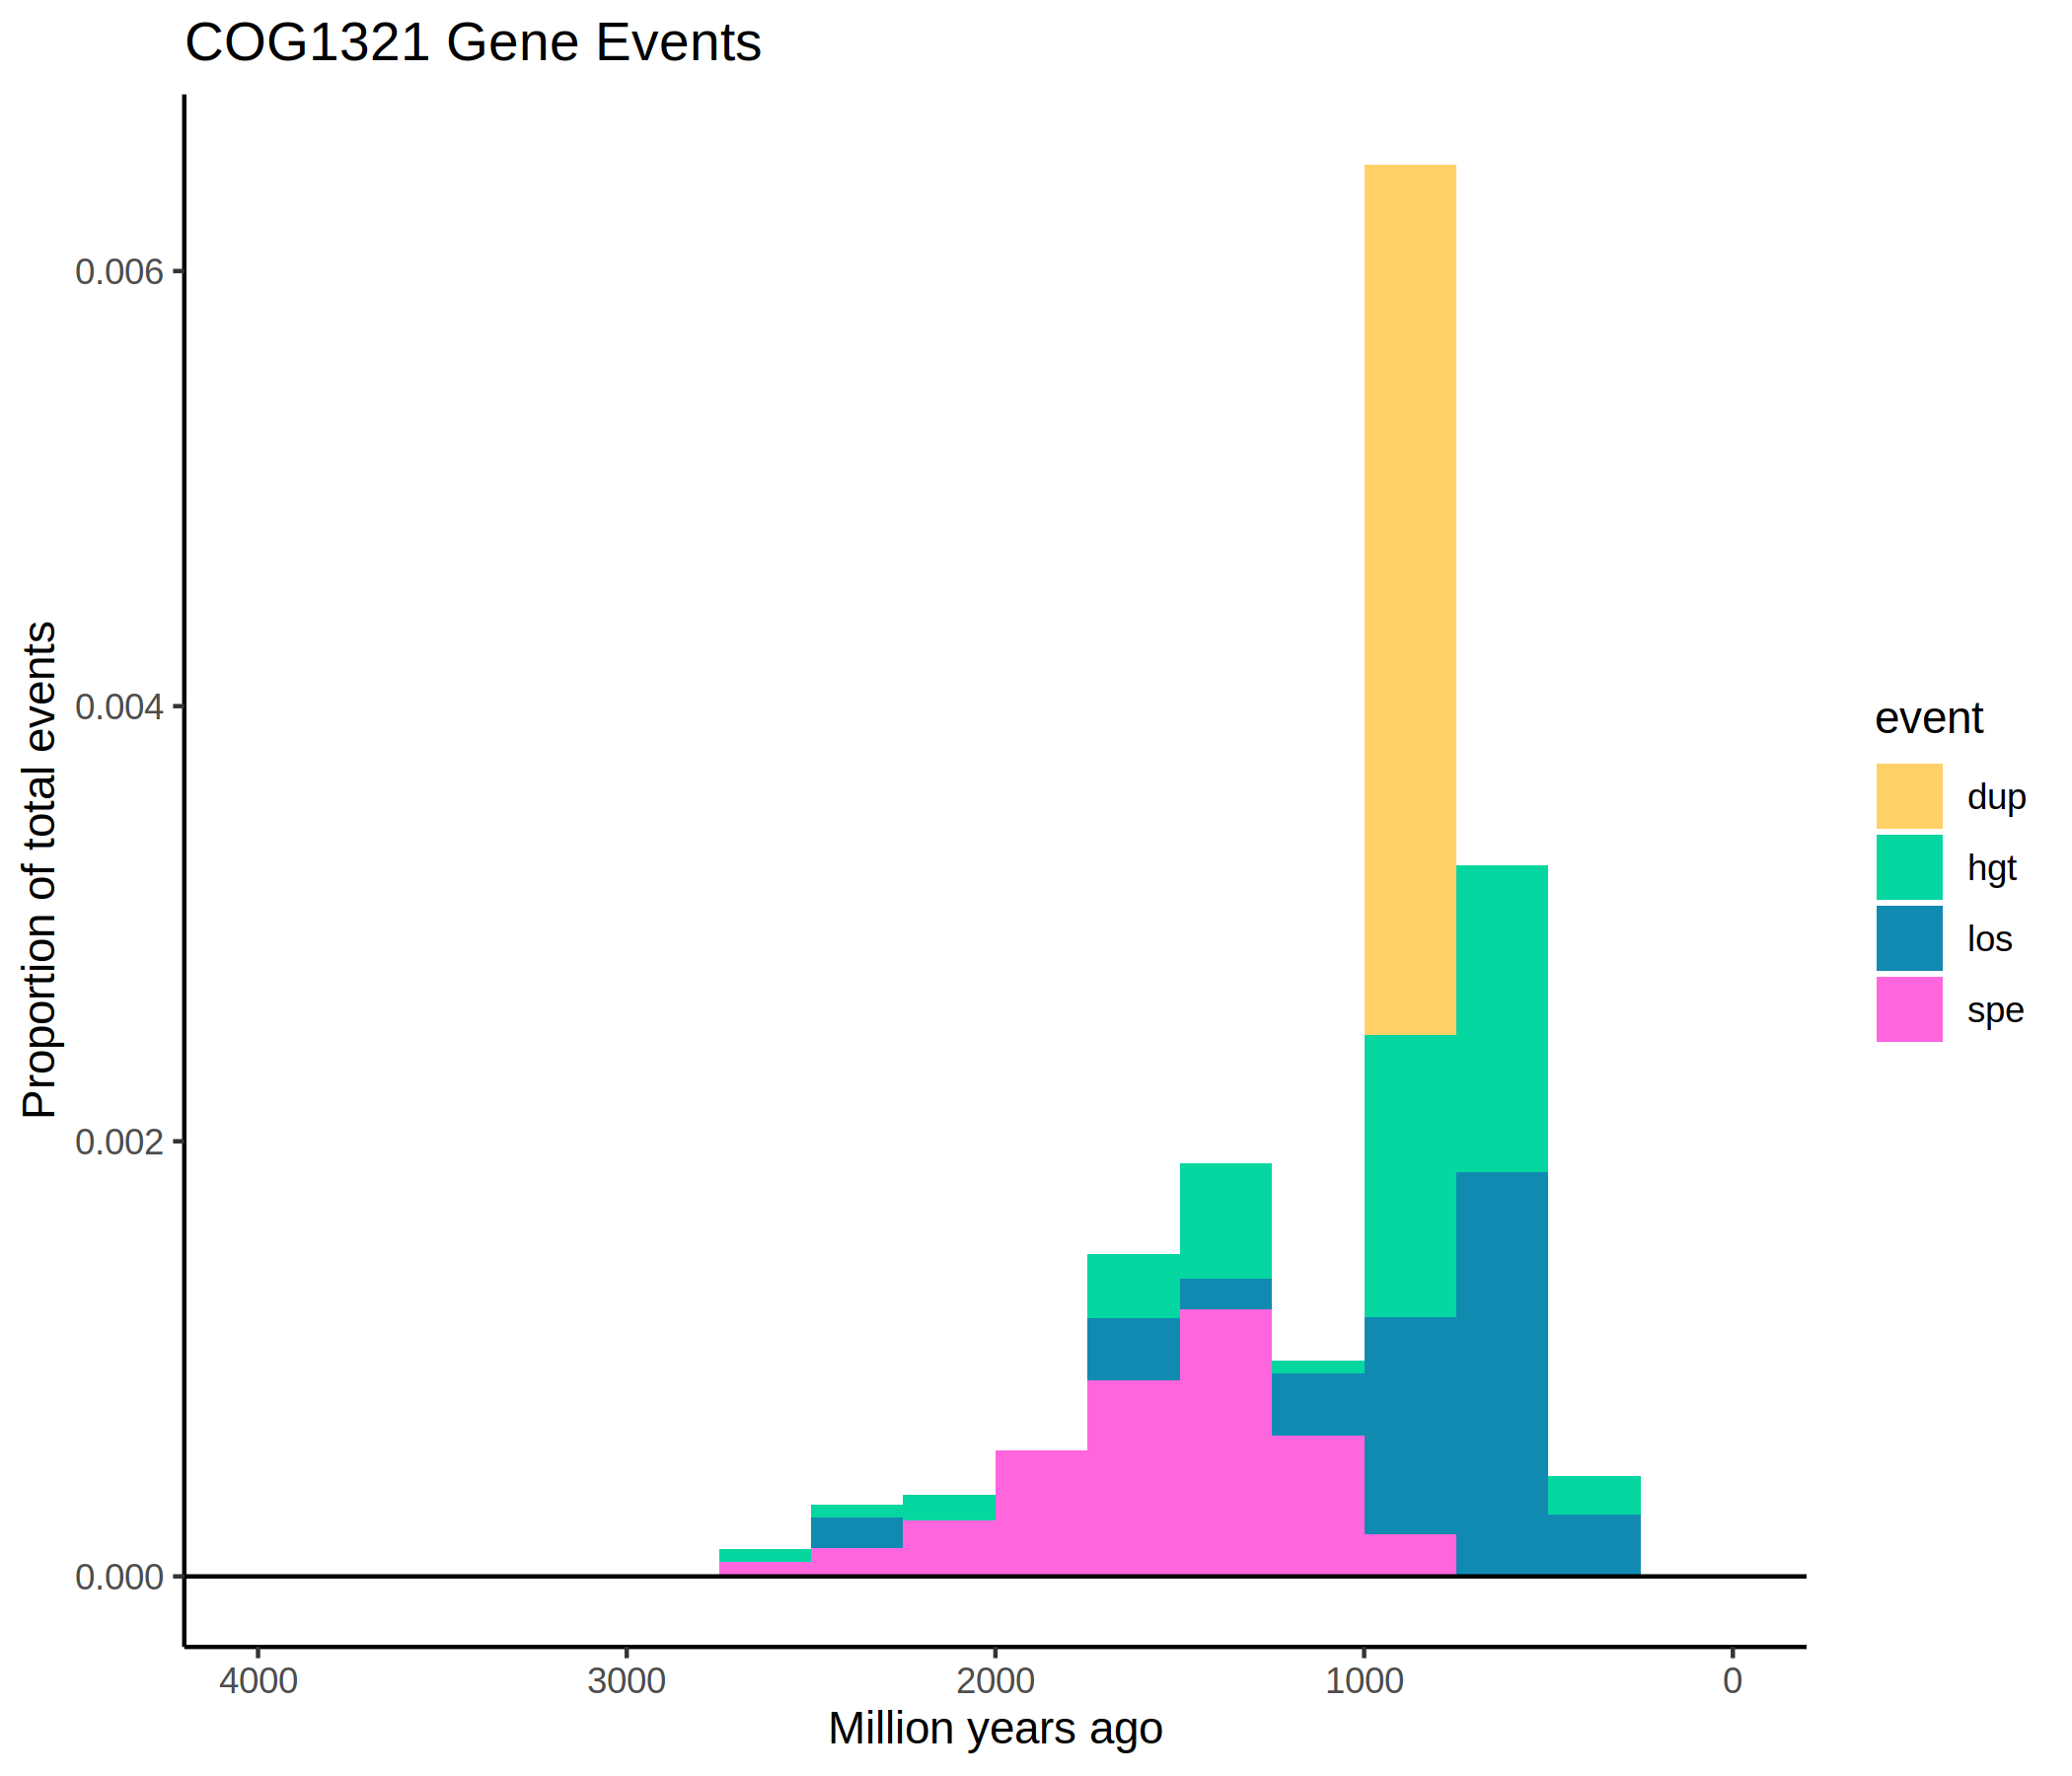 COG1321 Gene Events
Proportion of total events
0.006
0.004
0.002
0.000
4000 3000 2000 1000 0
Million years ago
event
dup
hgt
los
spe